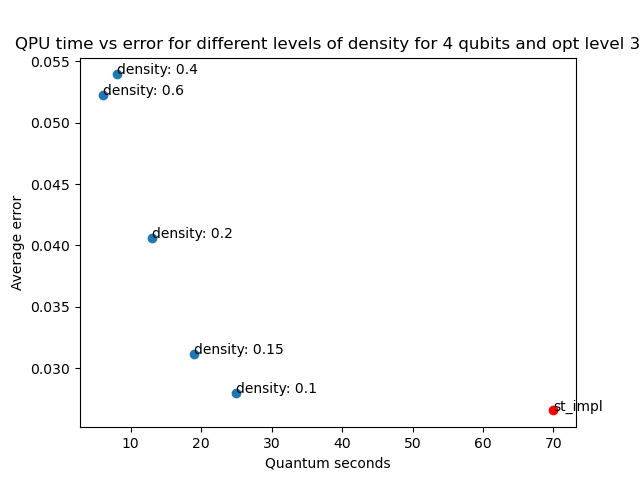 QPU time vs error for different levels of density for 4 qubits and opt level 3
0.055
density: 0.4
density: 0.6
0.050
0.045
density: 0.2
0.040
0.035
density: 0.15
0.030
density: 0.1
st_impl
Average error
10 20 30 40 50 60 70
Quantum seconds